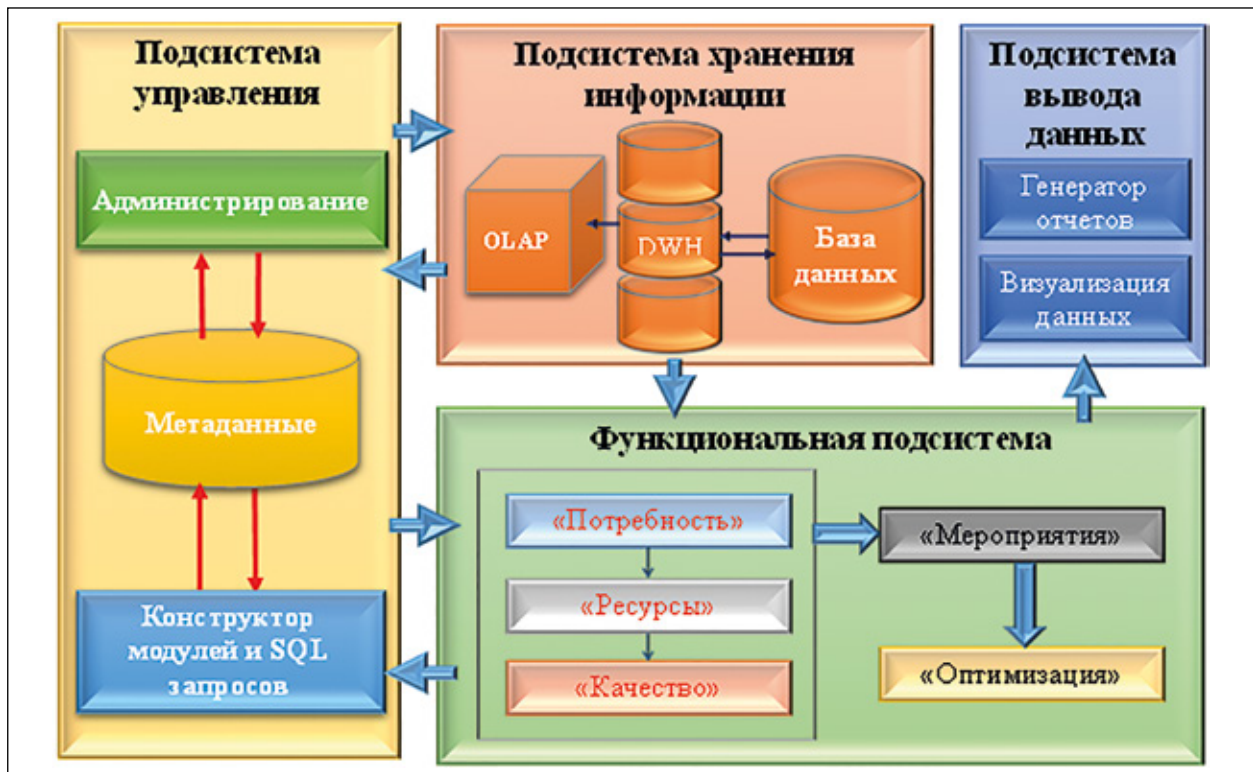 Подсистема
управления
Администрирование
Метаданные
Конструктор
модулей и SQL
запросов
Подсистема хранения
информации
OLAP
DWH
База
данных
Подсистема
вывода
данных
Генератор
отчетов
Визуализация
данных
Функциональная подсистема
«Потребность»
«Ресурсы»
«Качество»
«Мероприятия»
«Оптимизация»